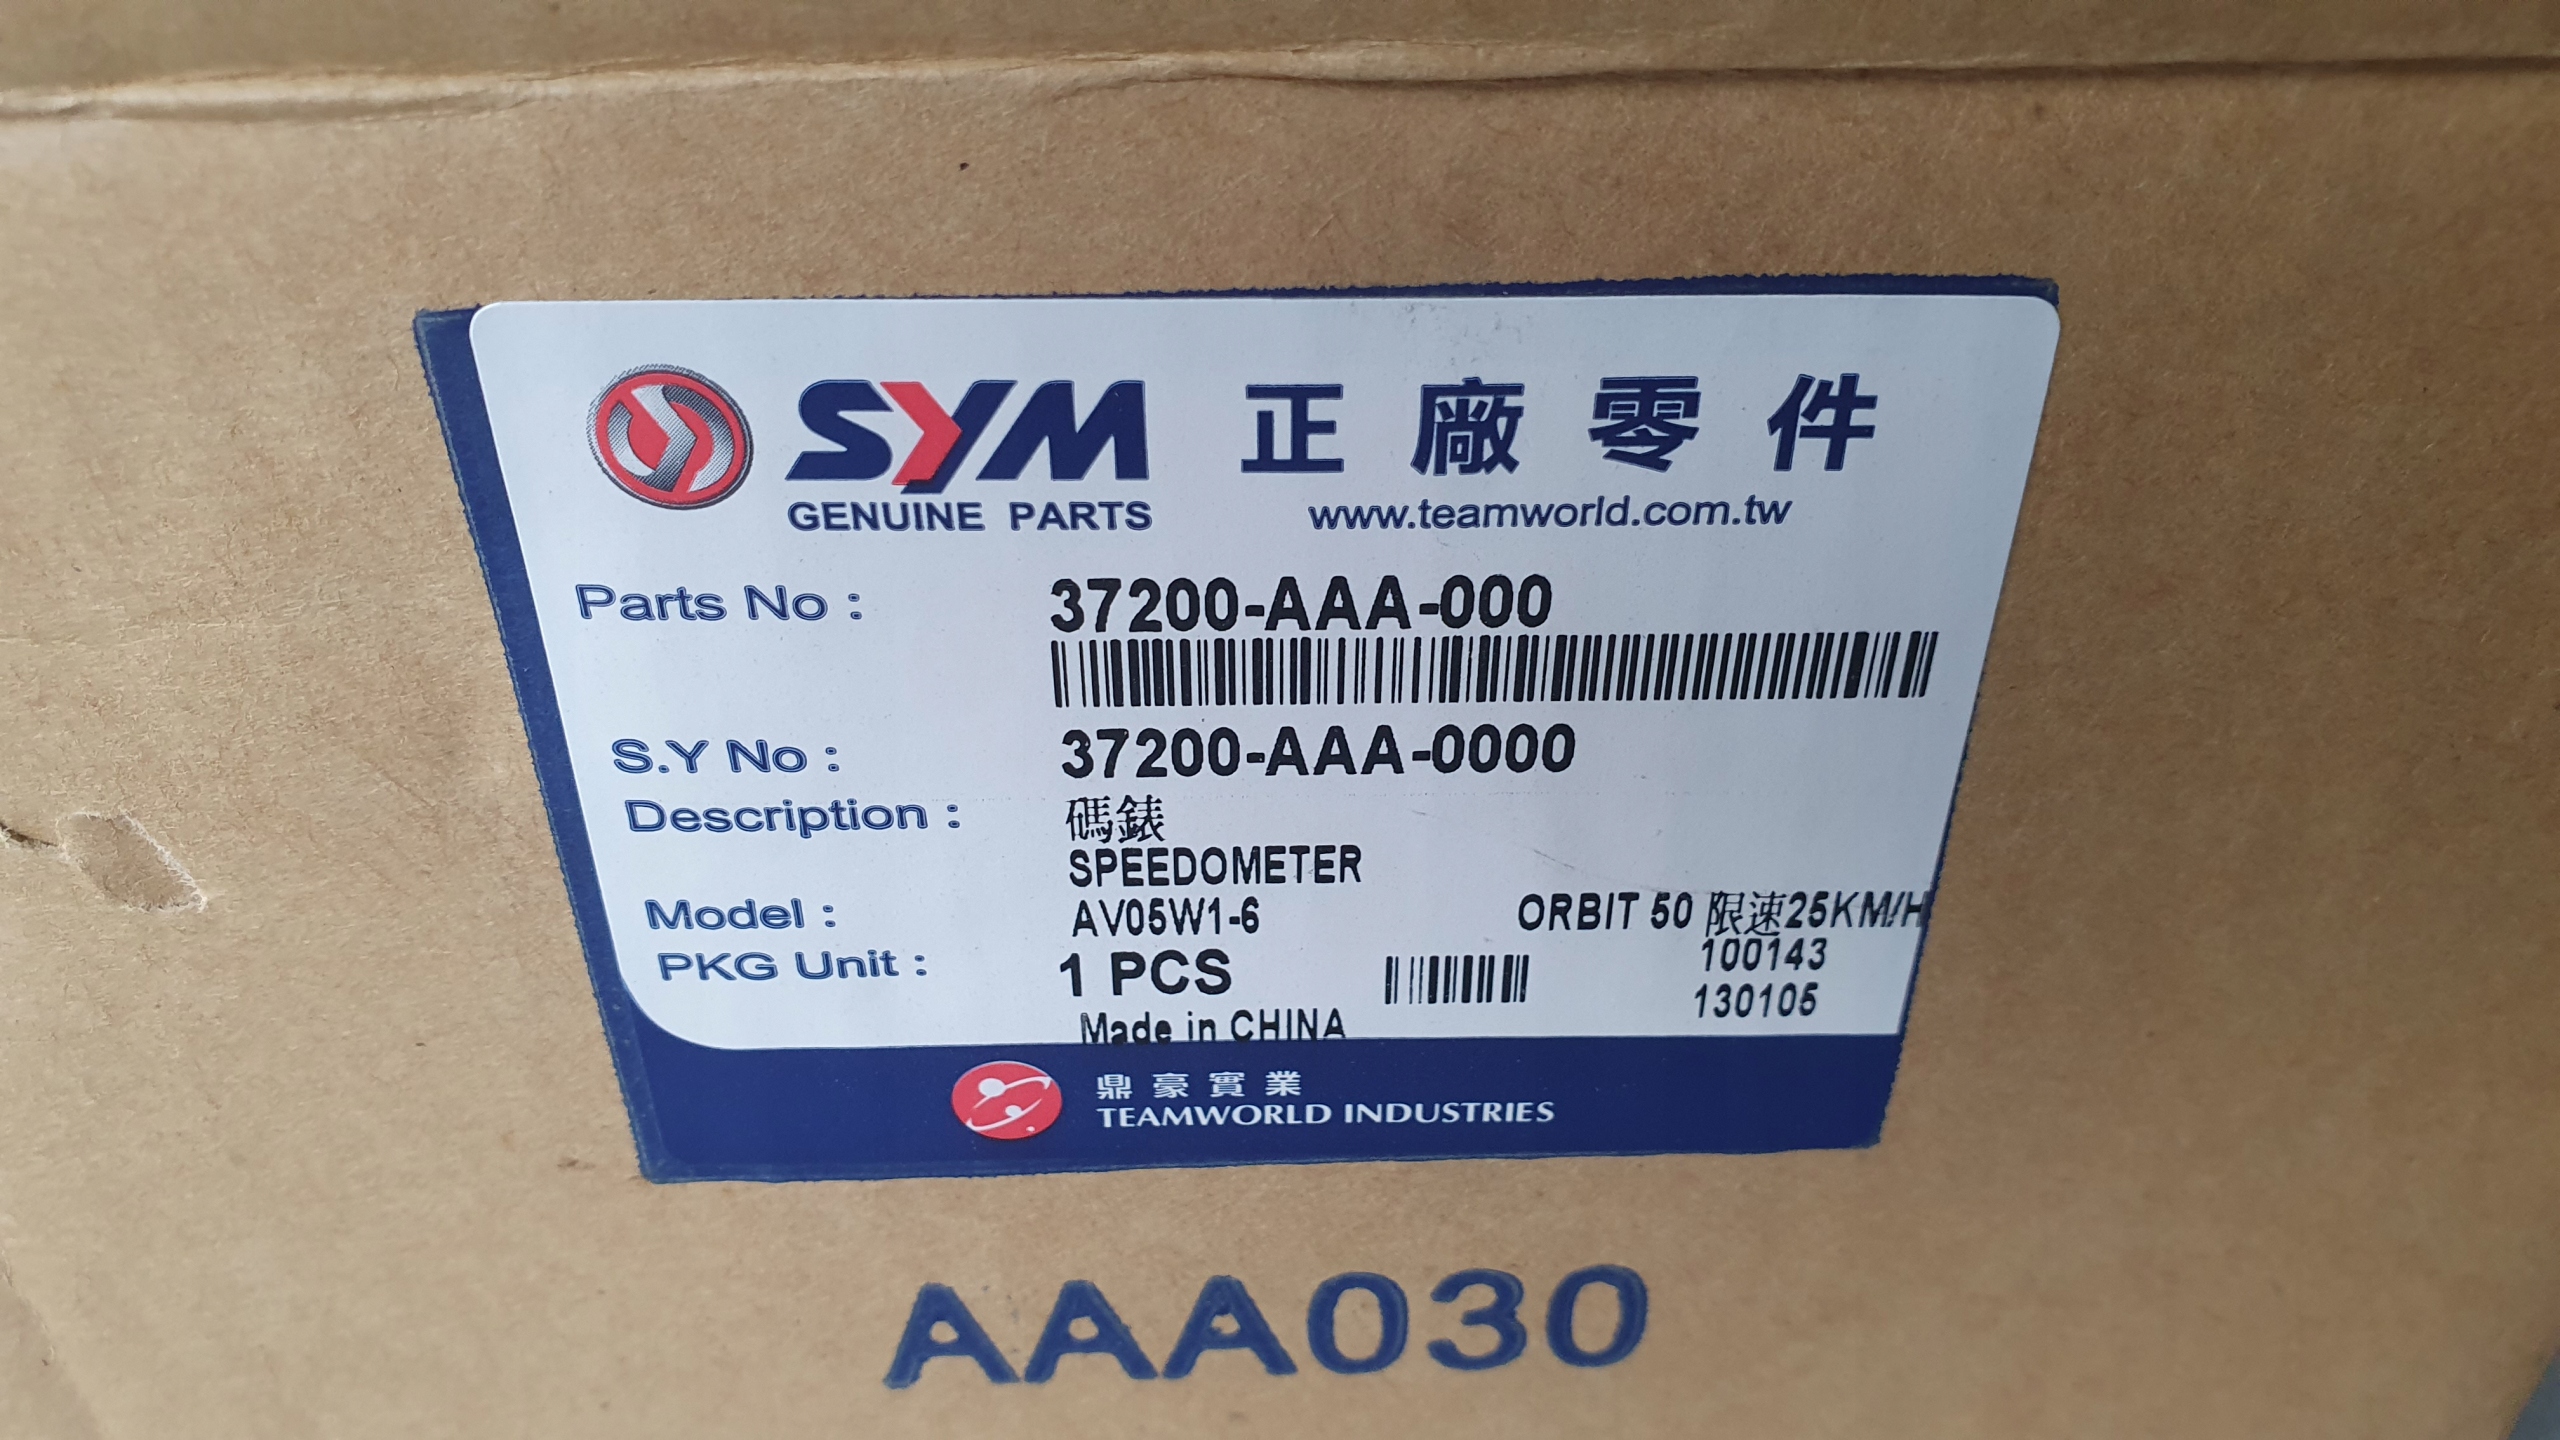 SYM 正廠零件
GENUINE PARTS www.teamworld.com.tw
Parts No : 37200-AAA-000
S.Y No : 37200-AAA-0000
Description : 碼錶
SPEEDOMETER
Model : AV05W1-6 ORBIT 50 限速25KM/H
100143
PKG Unit : 1 PCS
130105
Made in CHINA
鼎豪實業
TEAMWORLD INDUSTRIES
AAA030